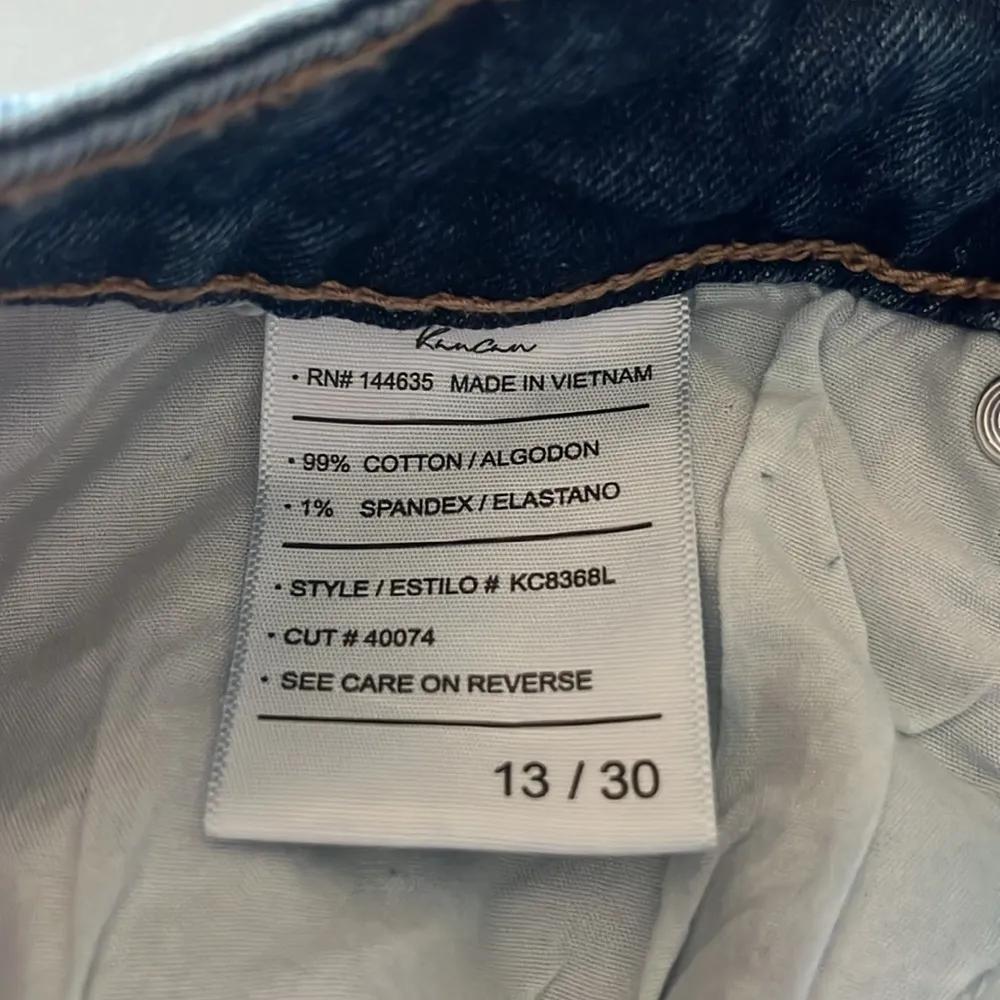 KanCan
• RN# 144635 MADE IN VIETNAM
• 99% COTTON / ALGODON
• 1% SPANDEX / ELASTANO
• STYLE / ESTILO # KC8368L
• CUT # 40074
• SEE CARE ON REVERSE
13 / 30